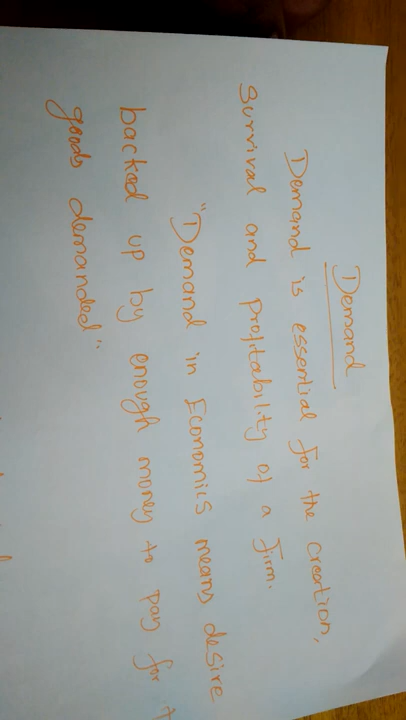 Demand
Demand is essential for the creation,
Survival and Profitability of a firm.
"Demand in Economics means desire
backed up by enough money to pay for
goods demanded"